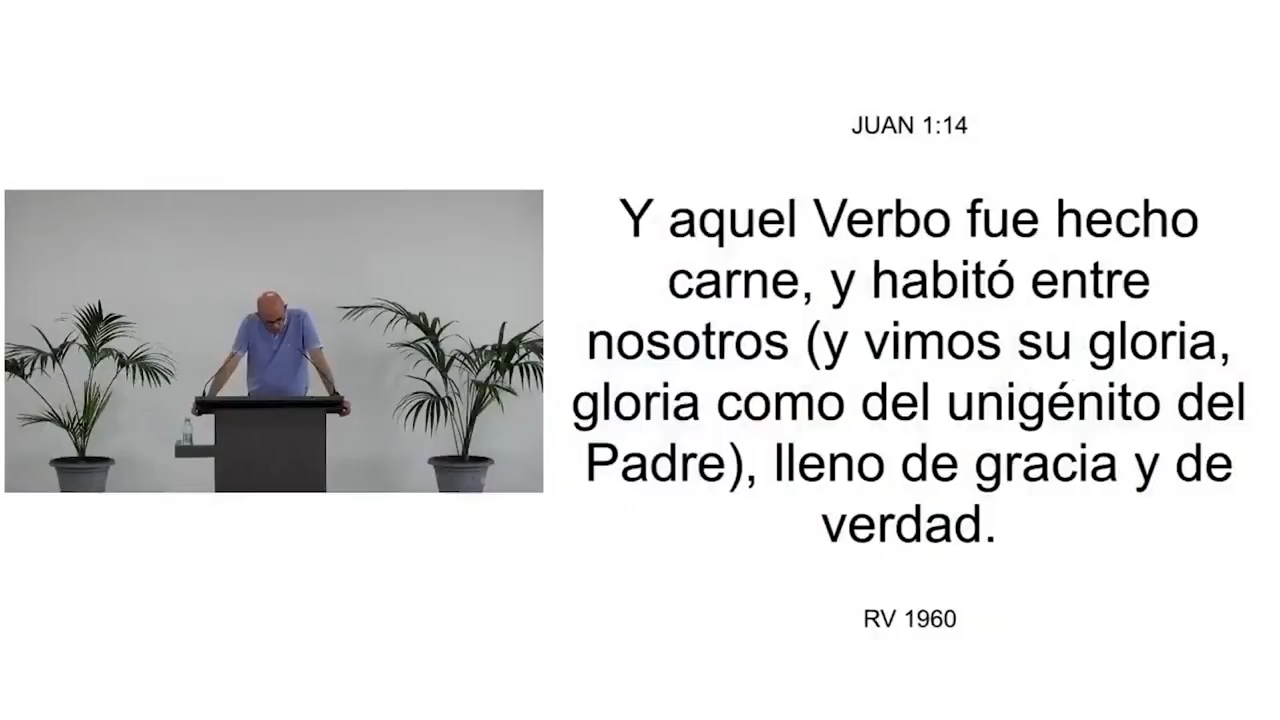 JUAN 1:14
Y aquel Verbo fue hecho
carne, y habitó entre
nosotros (y vimos su gloria,
gloria como del unigénito del
Padre), lleno de gracia y de
verdad.
RV 1960